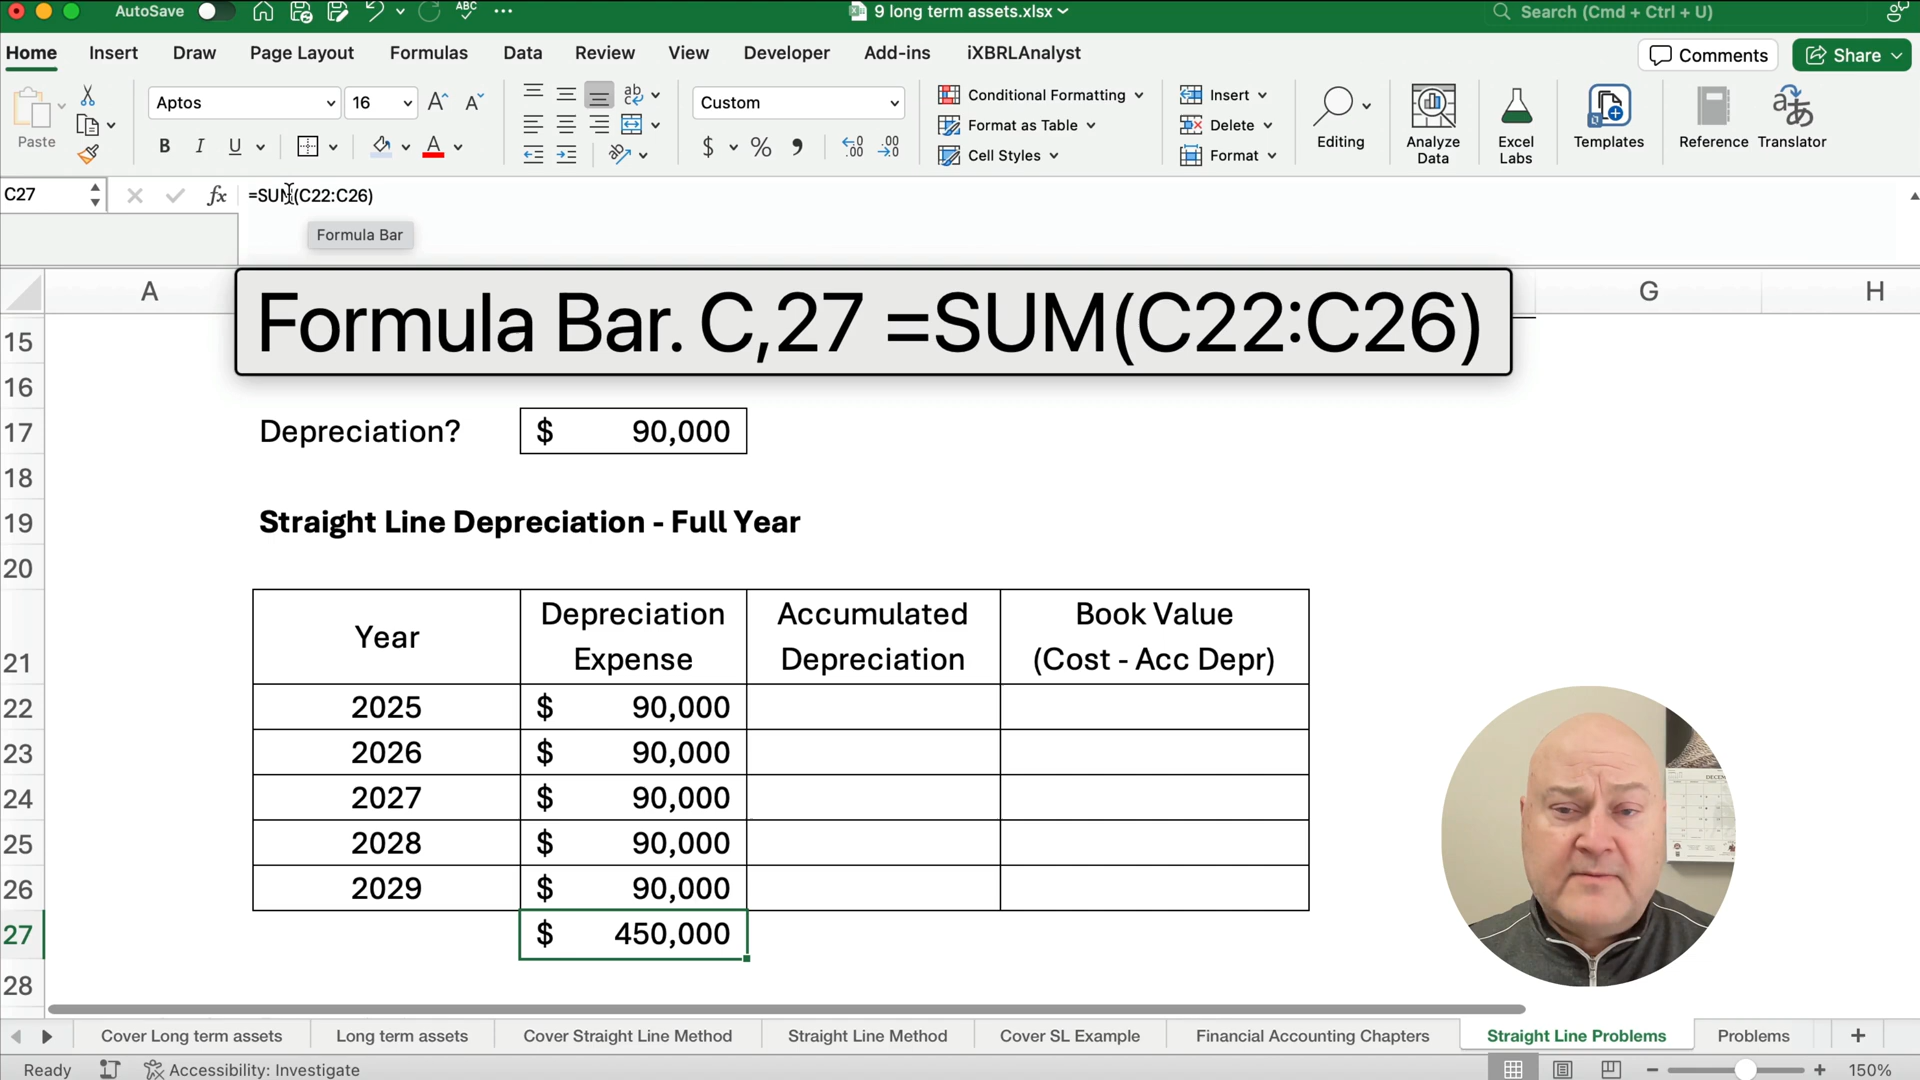 AutoSave
ABC
9 long term assets.xlsx
Search (Cmd + Ctrl + U)
Home Insert Draw Page Layout Formulas Data Review View Developer Add-ins iXBRLAnalyst
Comments Share
Paste
Aptos 16
B I U A
ab
Custom
$ % ,
Conditional Formatting
Format as Table
Cell Styles
Insert
Delete
Format
Editing
Analyze Data
Excel Labs
Templates
Reference
Translator
C27 fx =SUM(C22:C26)
Formula Bar
Formula Bar. C,27 =SUM(C22:C26)
A G H
15
16
17 Depreciation? $ 90,000
18
19 Straight Line Depreciation - Full Year
20
21 Year Depreciation Expense Accumulated Depreciation Book Value (Cost - Acc Depr)
22 2025 $ 90,000
23 2026 $ 90,000
24 2027 $ 90,000
25 2028 $ 90,000
26 2029 $ 90,000
27 $ 450,000
28
Cover Long term assets Long term assets Cover Straight Line Method Straight Line Method Cover SL Example Financial Accounting Chapters Straight Line Problems Problems +
Ready Accessibility: Investigate 150%